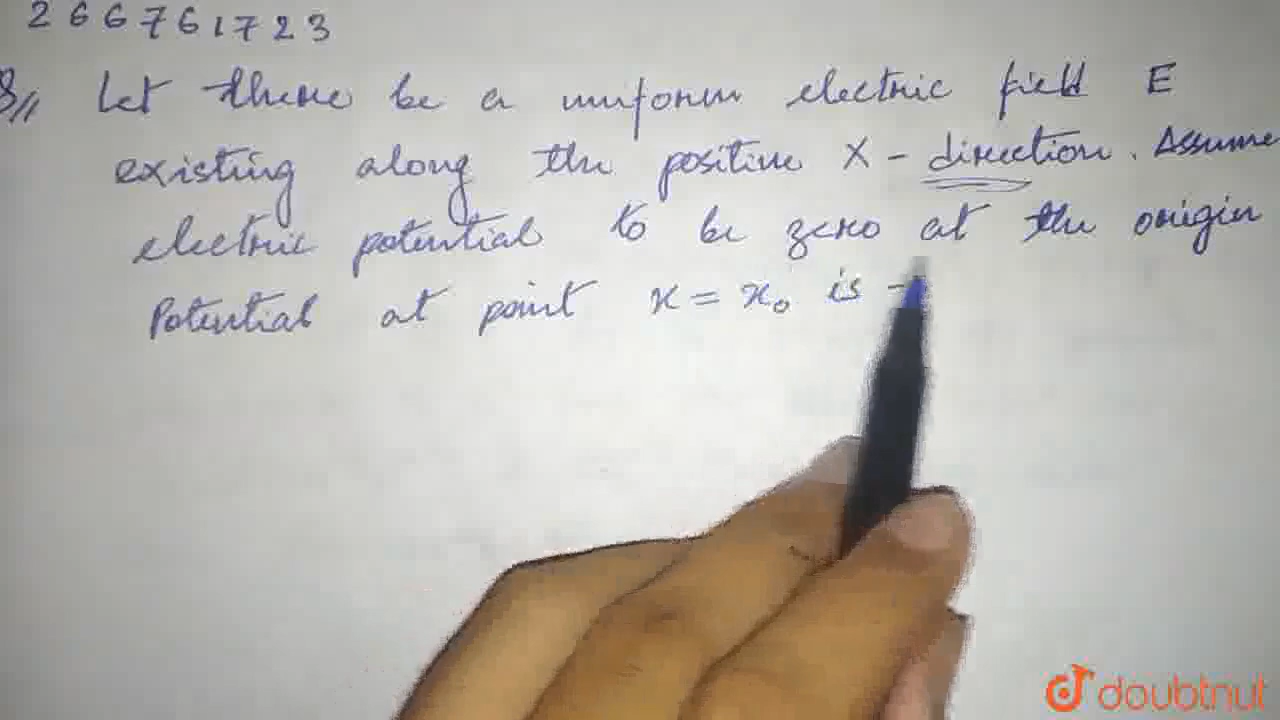 266761723
Q// Let there be a uniform electric field E
existing along the positive X - direction. Assume
electric potential to be zero at the origin
Potential at point x = x₀ is -
doubtnut